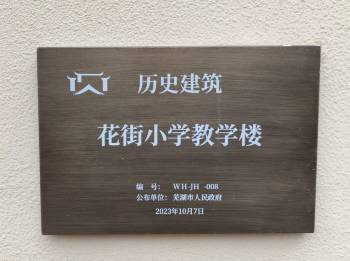 历史建筑
花街小学教学楼
编 号： WH-JH -008
公布单位：芜湖市人民政府
2023年10月7日